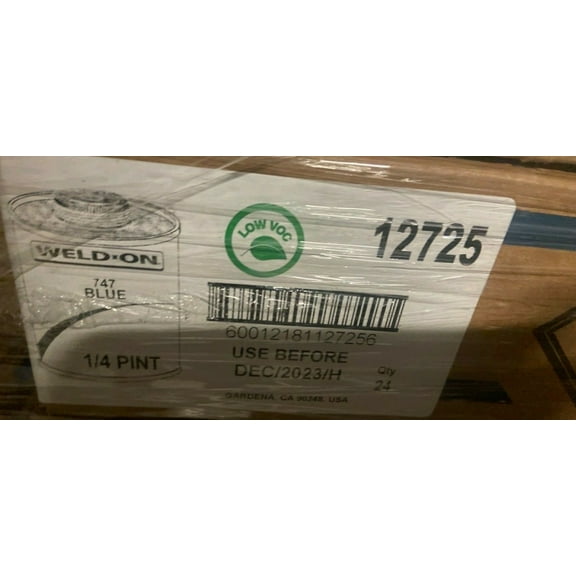 WELD-ON
747
BLUE
1/4 PINT
LOW VOC
12725
60012181127256
USE BEFORE
DEC/2023/H
Qty
24
GARDENA, CA 90248, USA